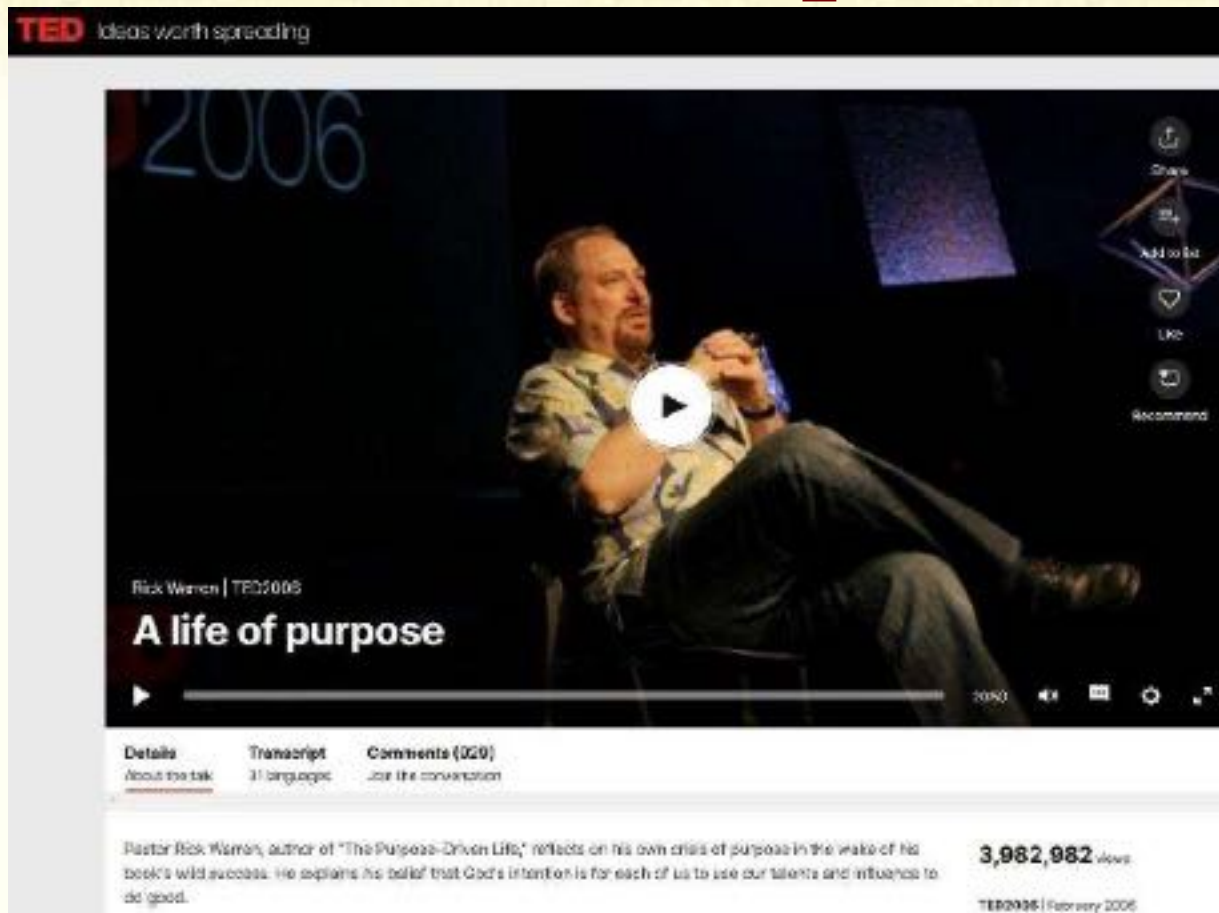 TED Ideas worth spreading
2006
Share
Add to list
Like
Recommend
Rick Warren | TED2006
A life of purpose
Details
Transcript
Comments (929)
About the talk
31 languages
Join the conversation
Pastor Rick Warren, author of "The Purpose-Driven Life," reflects on his own crisis of purpose in the wake of his
book's wild success. He explains his belief that God's intention is for each of us to use our talents and influence to
do good.
3,982,982 views
TED2006 | February 2006